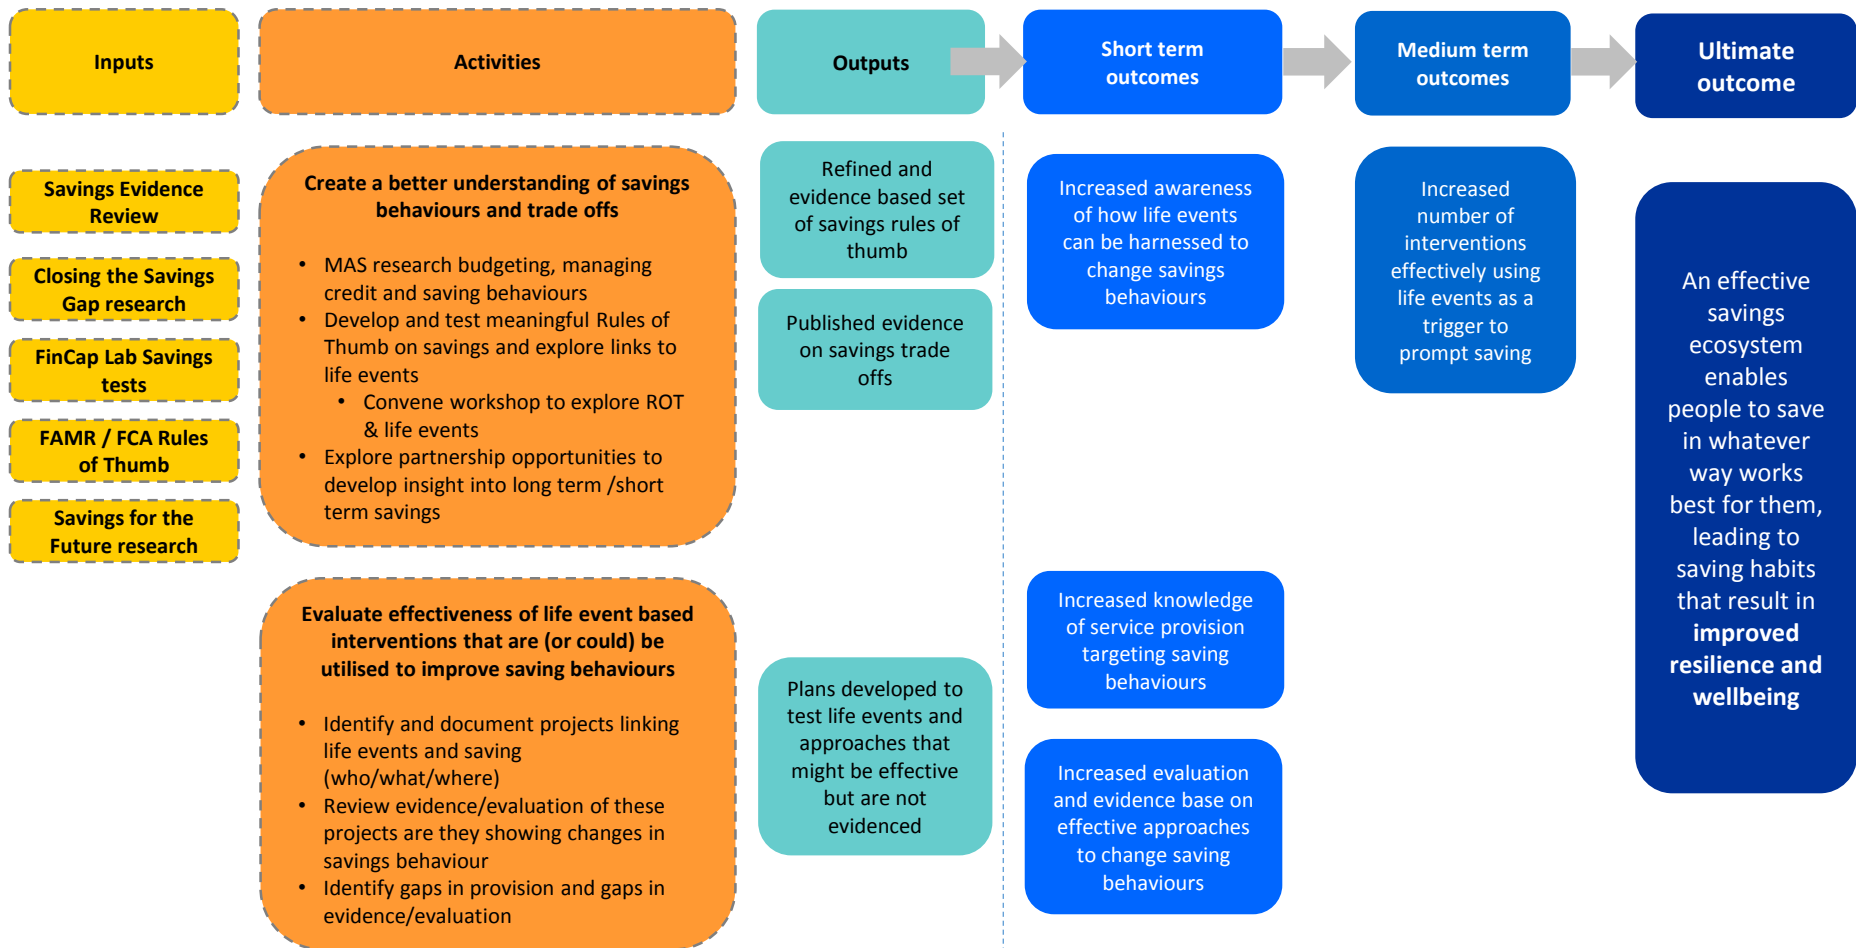 Inputs
Activities
Outputs
Short term
outcomes
Medium term
outcomes
Ultimate
outcome
Savings Evidence
Review
Closing the Savings
Gap research
FinCap Lab Savings
tests
FAMR / FCA Rules
of Thumb
Savings for the
Future research
Create a better understanding of savings
behaviours and trade offs
• MAS research budgeting, managing
credit and saving behaviours
• Develop and test meaningful Rules of
Thumb on savings and explore links to
life events
• Convene workshop to explore ROT
& life events
• Explore partnership opportunities to
develop insight into long term /short
term savings
Evaluate effectiveness of life event based
interventions that are (or could) be
utilised to improve saving behaviours
• Identify and document projects linking
life events and saving
(who/what/where)
• Review evidence/evaluation of these
projects are they showing changes in
savings behaviour
• Identify gaps in provision and gaps in
evidence/evaluation
Refined and
evidence based set
of savings rules of
thumb
Published evidence
on savings trade
offs
Plans developed to
test life events and
approaches that
might be effective
but are not
evidenced
Increased awareness
of how life events
can be harnessed to
change savings
behaviours
Increased knowledge
of service provision
targeting saving
behaviours
Increased evaluation
and evidence base on
effective approaches
to change saving
behaviours
Increased
number of
interventions
effectively using
life events as a
trigger to
prompt saving
An effective
savings
ecosystem
enables
people to save
in whatever
way works
best for them,
leading to
saving habits
that result in
improved
resilience and
wellbeing